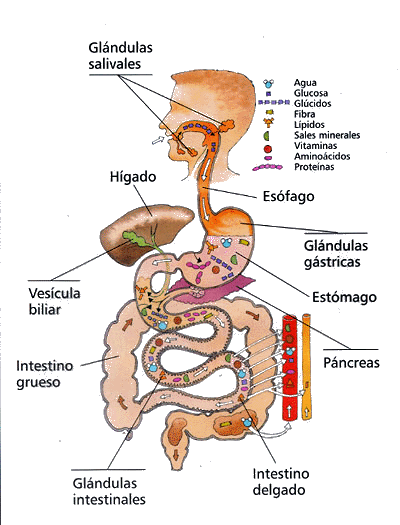 Glándulas
salivales
Agua
Glucosa
Glúcidos
Fibra
Lípidos
Sales minerales
Vitaminas
Aminoácidos
Proteínas
Hígado
Esófago
Glándulas
gástricas
Vesícula
biliar
Estómago
Intestino
grueso
Páncreas
Glándulas
intestinales
Intestino
delgado